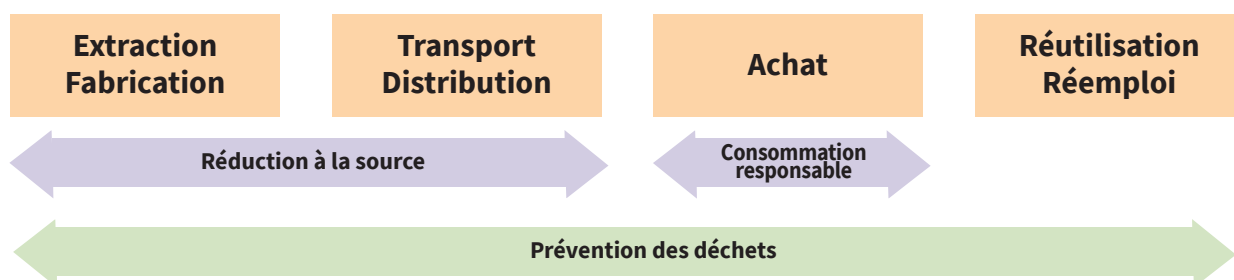 Extraction
Fabrication
Transport
Distribution
Achat
Réutilisation
Réemploi
Réduction à la source
Consommation
responsable
Prévention des déchets